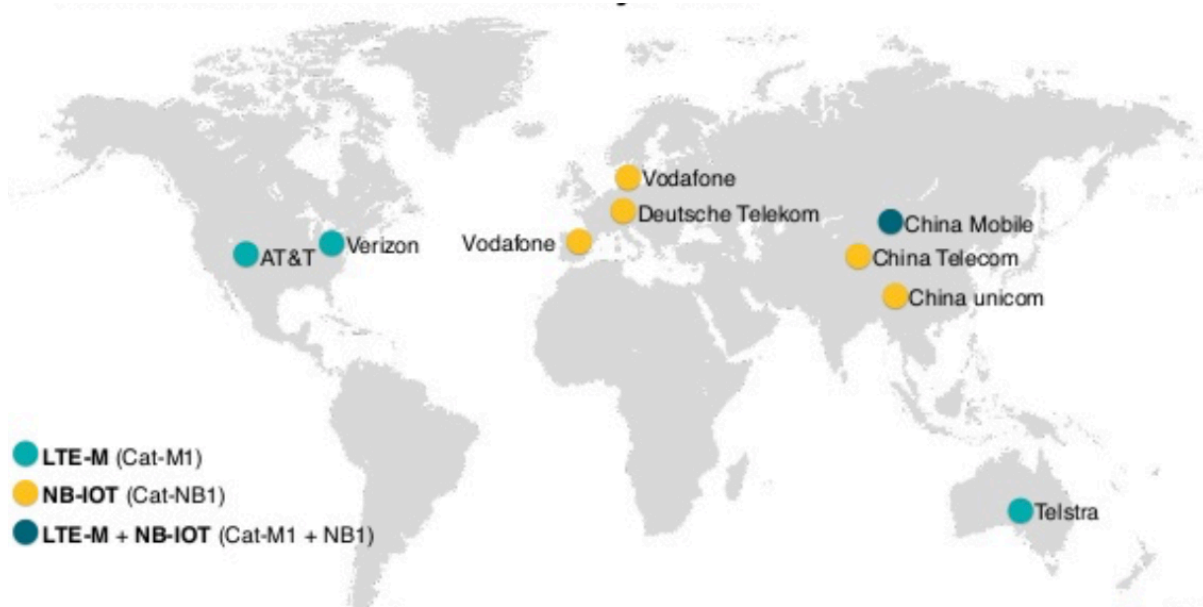 Vodafone
Deutsche Telekom
Vodafone
China Mobile
Verizon
AT&T
China Telecom
China unicom
LTE-M (Cat-M1)
NB-IOT (Cat-NB1)
LTE-M + NB-IOT (Cat-M1 + NB1)
Telstra